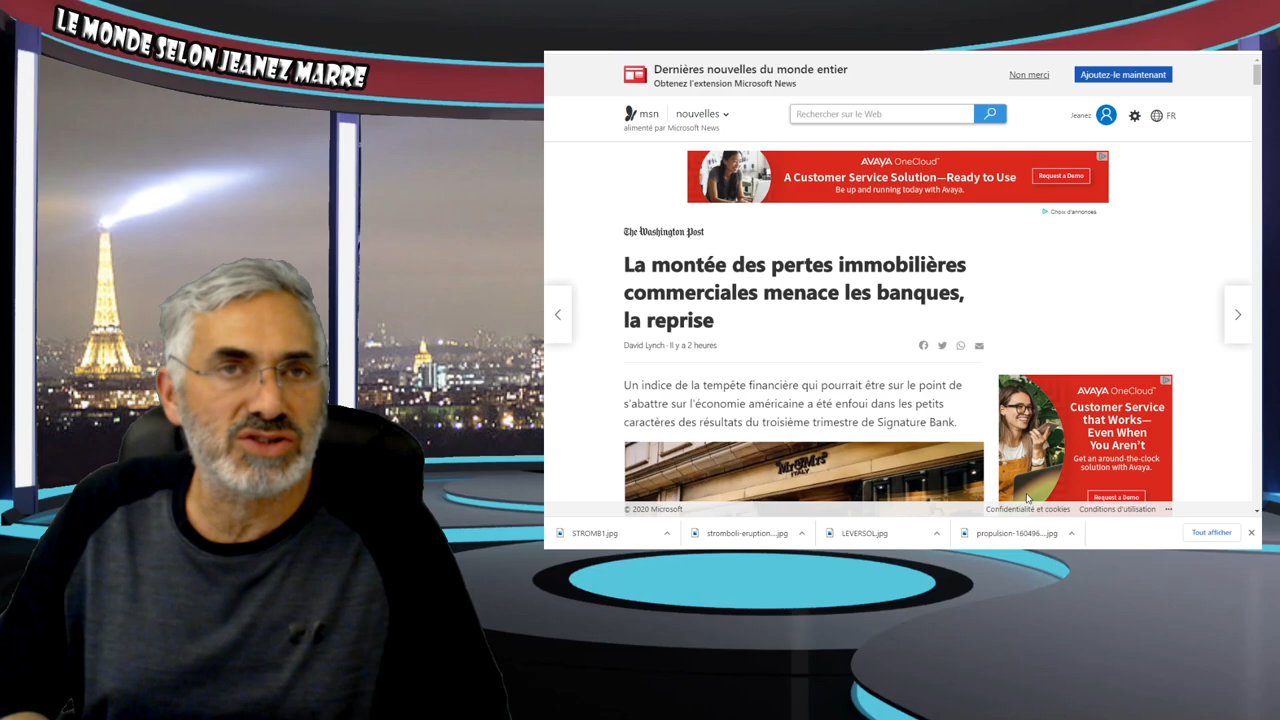 LE MONDE SELON JEANEZ MARRE
Dernières nouvelles du monde entier
Obtenez l'extension Microsoft News
Non merci
Ajoutez-le maintenant
msn
nouvelles
alimenté par Microsoft News
Rechercher sur le Web
Jeanez
FR
AVAYA OneCloud™
A Customer Service Solution—Ready to Use
Be up and running today with Avaya.
Request a Demo
Choix d'annonces
The Washington Post
La montée des pertes immobilières
commerciales menace les banques,
la reprise
David Lynch · Il y a 2 heures
Un indice de la tempête financière qui pourrait être sur le point de
s'abattre sur l'économie américaine a été enfoui dans les petits
caractères des résultats du troisième trimestre de Signature Bank.
AVAYA OneCloud™
Customer Service
that Works—
Even When
You Aren't
Get an around-the-clock
solution with Avaya.
Request a Demo
MR&MRS
ITALY
© 2020 Microsoft
Confidentialité et cookies
Conditions d'utilisation
STROMB1.jpg
stromboli-eruption....jpg
LEVERSOL.jpg
propulsion-160496....jpg
Tout afficher